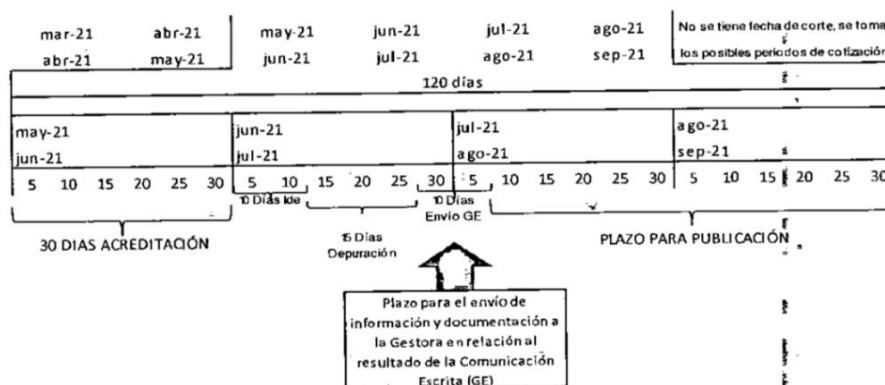 mar-21 abr-21 may-21 jun-21 jul-21 ago-21 No se tiene fecha de corte, se toma
abr-21 may-21 jun-21 jul-21 ago-21 sep-21 los posibles periodos de cotización
120 días
may-21 jun-21 jul-21 ago-21
jun-21 jul-21 ago-21 sep-21
5 10 15 20 25 30 5 10 15 20 25 30 5 10 15 20 25 30 5 10 15 20 25 30
10 Días Ide 10 Días
Envío GE
30 DIAS ACREDITACIÓN 15 Días PLAZO PARA PUBLICACIÓN
Depuración
Plazo para el envío de
información y documentación a
la Gestora en relación al
resultado de la Comunicación
Escrita (GE)